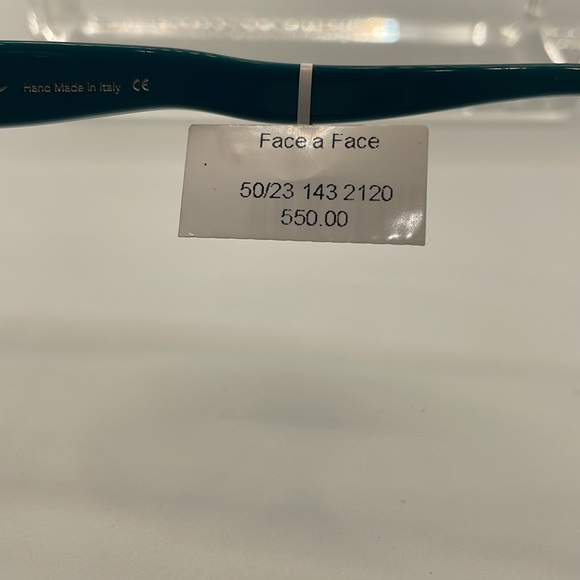 Hand Made in Italy CE
Face a Face
50/23 143 2120
550.00